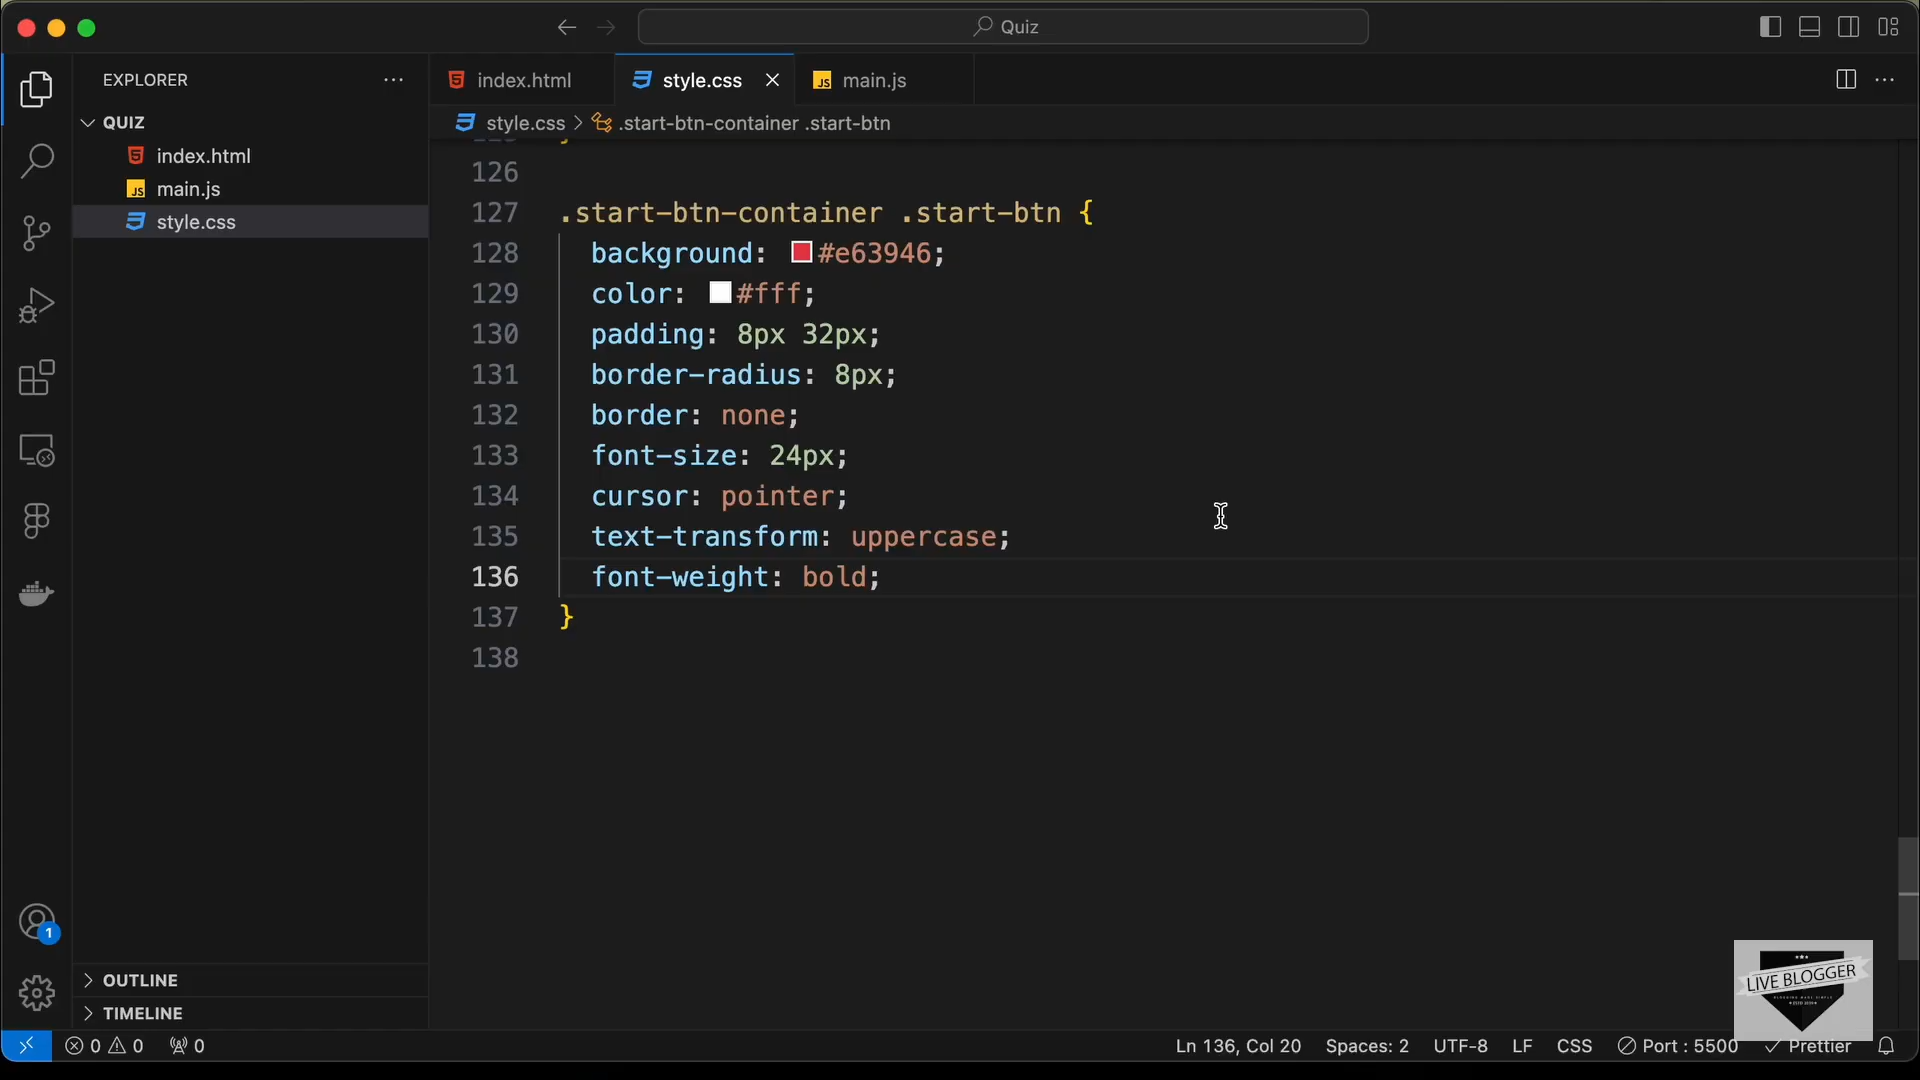 Quiz
EXPLORER
index.html
style.css
main.js
QUIZ
style.css > .start-btn-container .start-btn
index.html
main.js
style.css
126
127 .start-btn-container .start-btn {
128 background: #e63946;
129 color: #fff;
130 padding: 8px 32px;
131 border-radius: 8px;
132 border: none;
133 font-size: 24px;
134 cursor: pointer;
135 text-transform: uppercase;
136 font-weight: bold;
137 }
138
1
OUTLINE
TIMELINE
LIVE BLOGGER
0 0 0
Ln 136, Col 20 Spaces: 2 UTF-8 LF CSS Port : 5500 Prettier